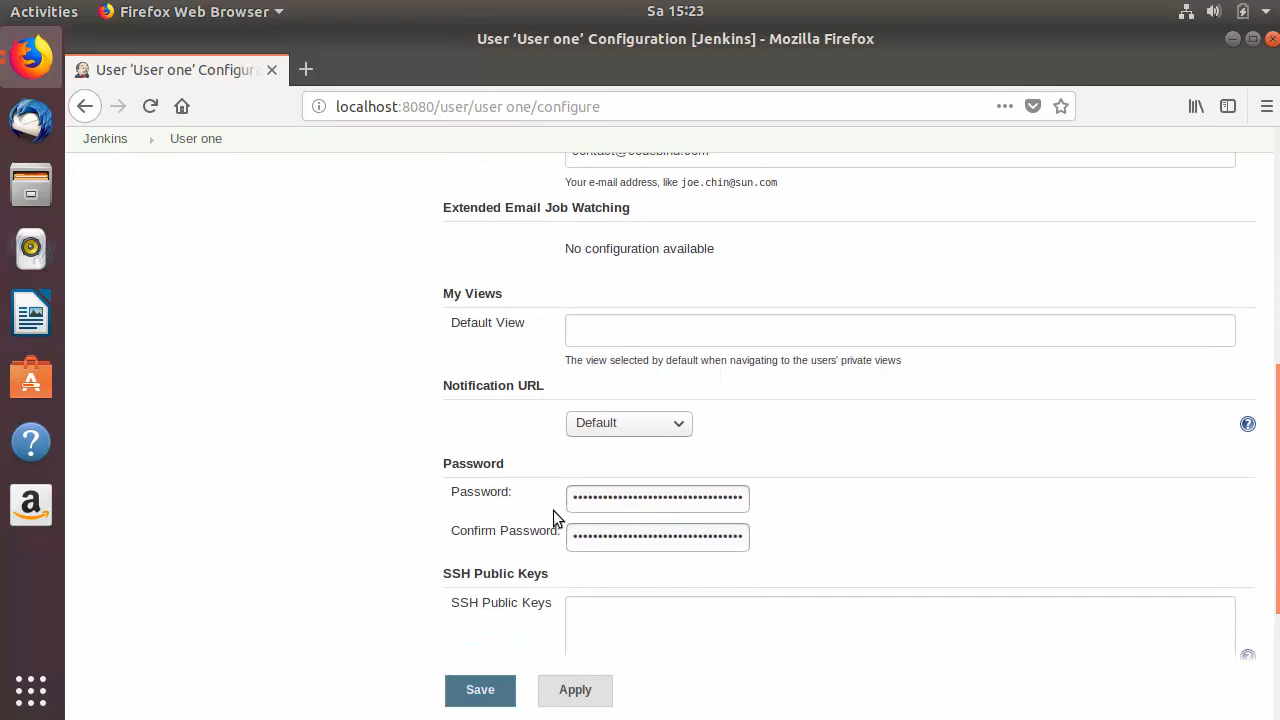 Activities Firefox Web Browser Sa 15:23
User ‘User one’ Configuration [Jenkins] - Mozilla Firefox
User ‘User one’ Configura
localhost:8080/user/user one/configure
Jenkins User one
contact@codebind.com
Your e-mail address, like joe.chin@sun.com
Extended Email Job Watching
No configuration available
My Views
Default View
The view selected by default when navigating to the users' private views
Notification URL
Default
Password
Password: ••••••••••••••••••••••••••••••••••
Confirm Password: ••••••••••••••••••••••••••••••••••
SSH Public Keys
SSH Public Keys
Save Apply